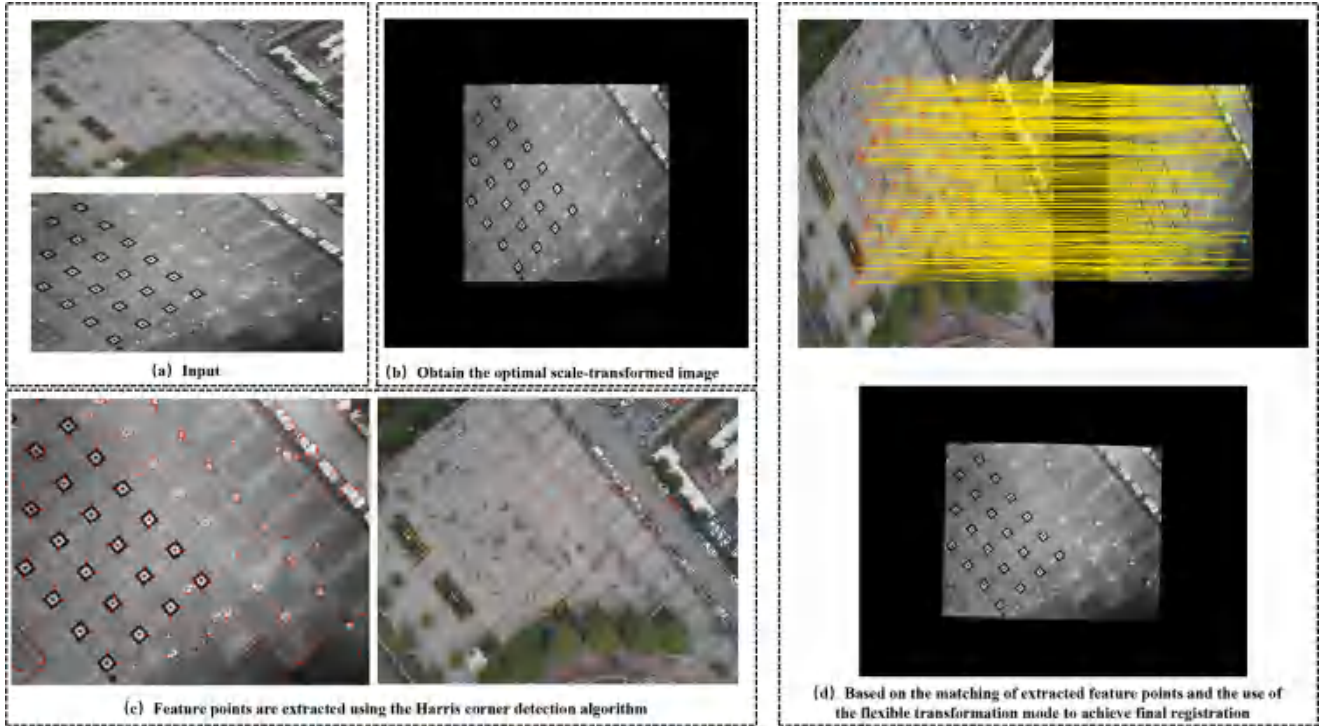 (a) Input
(b) Obtain the optimal scale-transformed image
(c) Feature points are extracted using the Harris corner detection algorithm
(d) Based on the matching of extracted feature points and the use of
the flexible transformation mode to achieve final registration